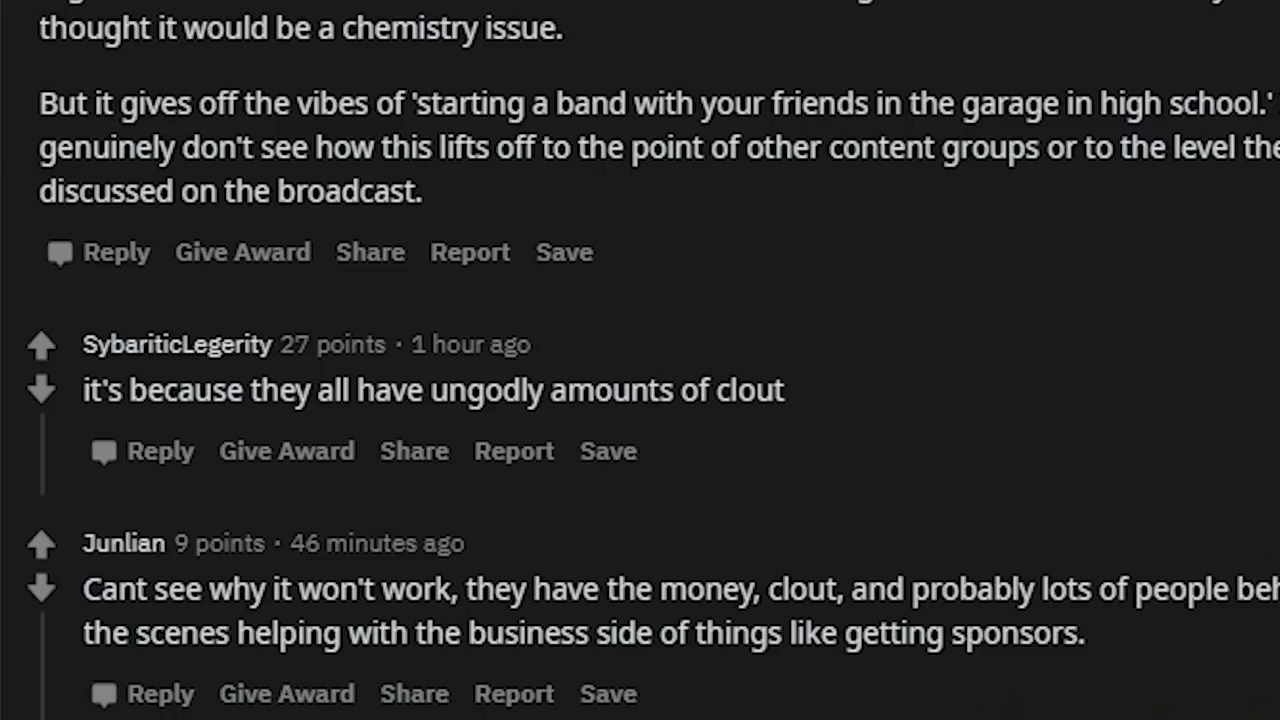 thought it would be a chemistry issue.
But it gives off the vibes of 'starting a band with your friends in the garage in high school.'
genuinely don't see how this lifts off to the point of other content groups or to the level
discussed on the broadcast.
Reply Give Award Share Report Save
SybariticLegerity 27 points · 1 hour ago
it's because they all have ungodly amounts of clout
Reply Give Award Share Report Save
Junlian 9 points · 46 minutes ago
Cant see why it won't work, they have the money, clout, and probably lots of people
the scenes helping with the business side of things like getting sponsors.
Reply Give Award Share Report Save